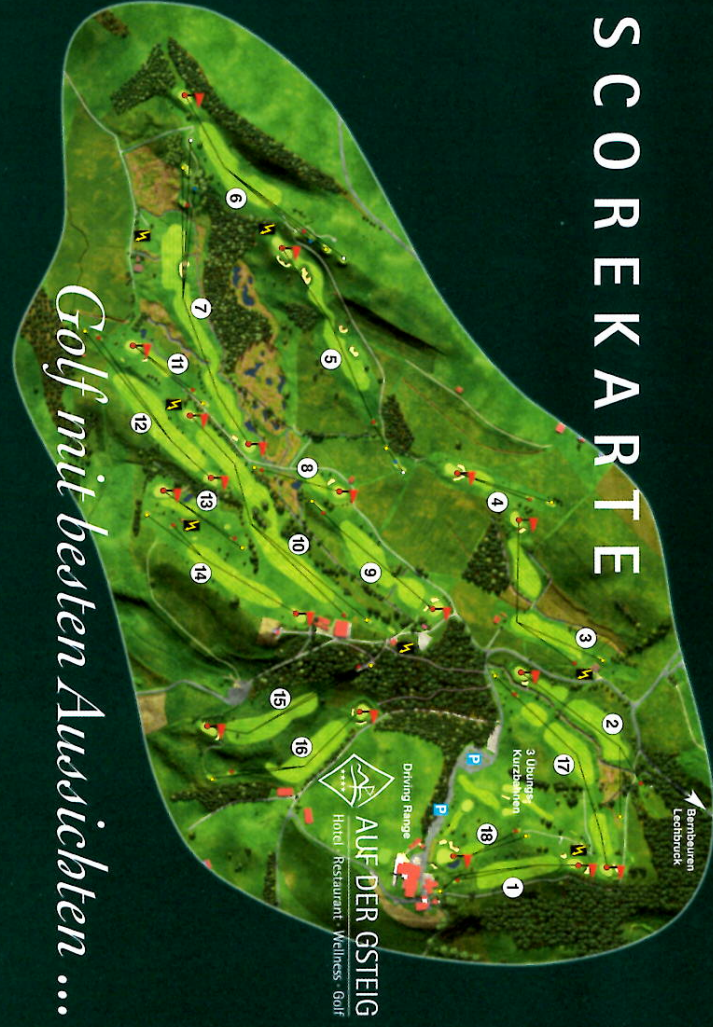 SCOREKARTE
Bernbeuren
Lechbruck
3 Übungs-
Kurzbahnen
Driving Range
P
P
1
2
3
4
5
6
7
8
9
10
11
12
13
14
15
16
17
18
AUF DER GSTEIG
Hotel · Restaurant · Wellness · Golf
Golf mit besten Aussichten ...